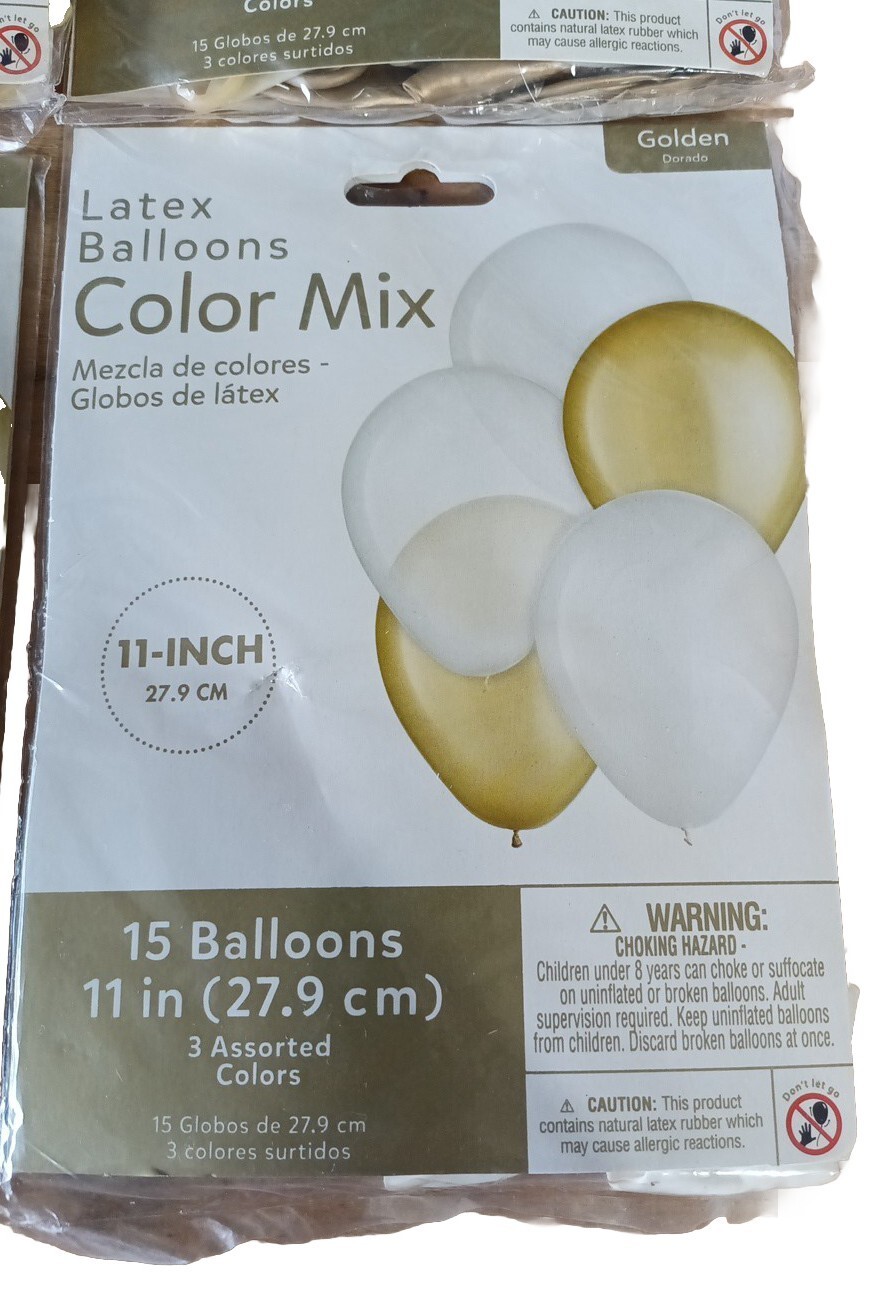 Colors
15 Globos de 27.9 cm
3 colores surtidos
CAUTION: This product
contains natural latex rubber which
may cause allergic reactions.
Don't let go
Golden
Dorado
Latex
Balloons
Color Mix
Mezcla de colores -
Globos de látex
11-INCH
27.9 CM
15 Balloons
11 in (27.9 cm)
3 Assorted
Colors
15 Globos de 27.9 cm
3 colores surtidos
WARNING:
CHOKING HAZARD -
Children under 8 years can choke or suffocate
on uninflated or broken balloons. Adult
supervision required. Keep uninflated balloons
from children. Discard broken balloons at once.
CAUTION: This product
contains natural latex rubber which
may cause allergic reactions.
Don't let go